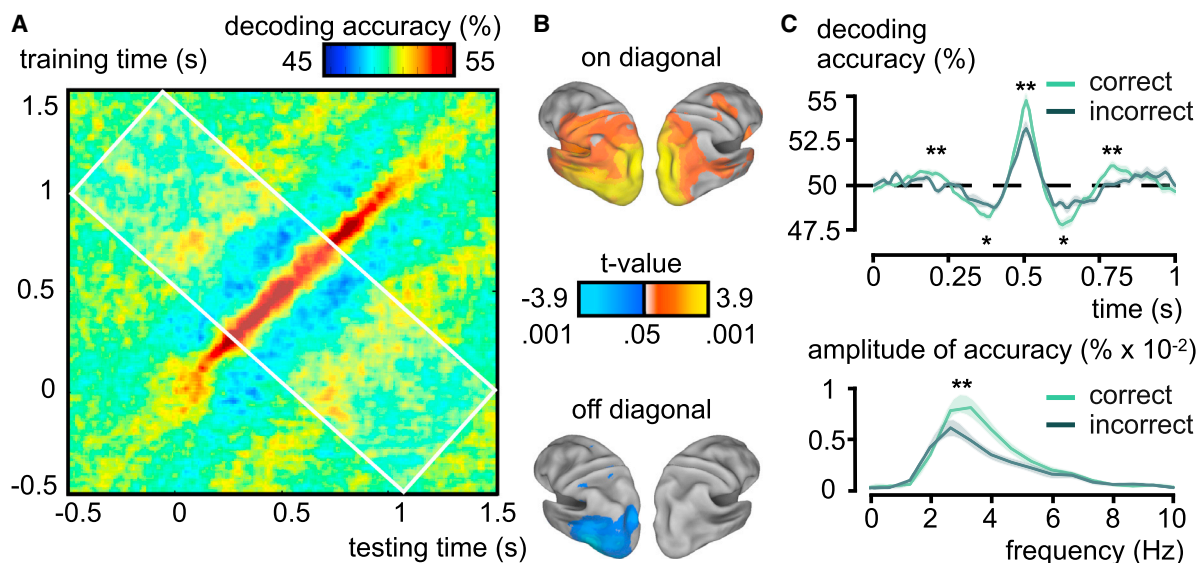 A
decoding accuracy (%)
training time (s)
45
55
1.5
1
0.5
0
-0.5
-0.5
0
0.5
1
1.5
testing time (s)
B
on diagonal
t-value
-3.9
3.9
.001
.05
.001
off diagonal
C
decoding
accuracy (%)
correct
incorrect
55
52.5
50
47.5
**
**
**
*
*
0
0.25
0.5
0.75
1
time (s)
amplitude of accuracy (% x 10-2)
correct
incorrect
1
0.5
0
**
0
2
4
6
8
10
frequency (Hz)